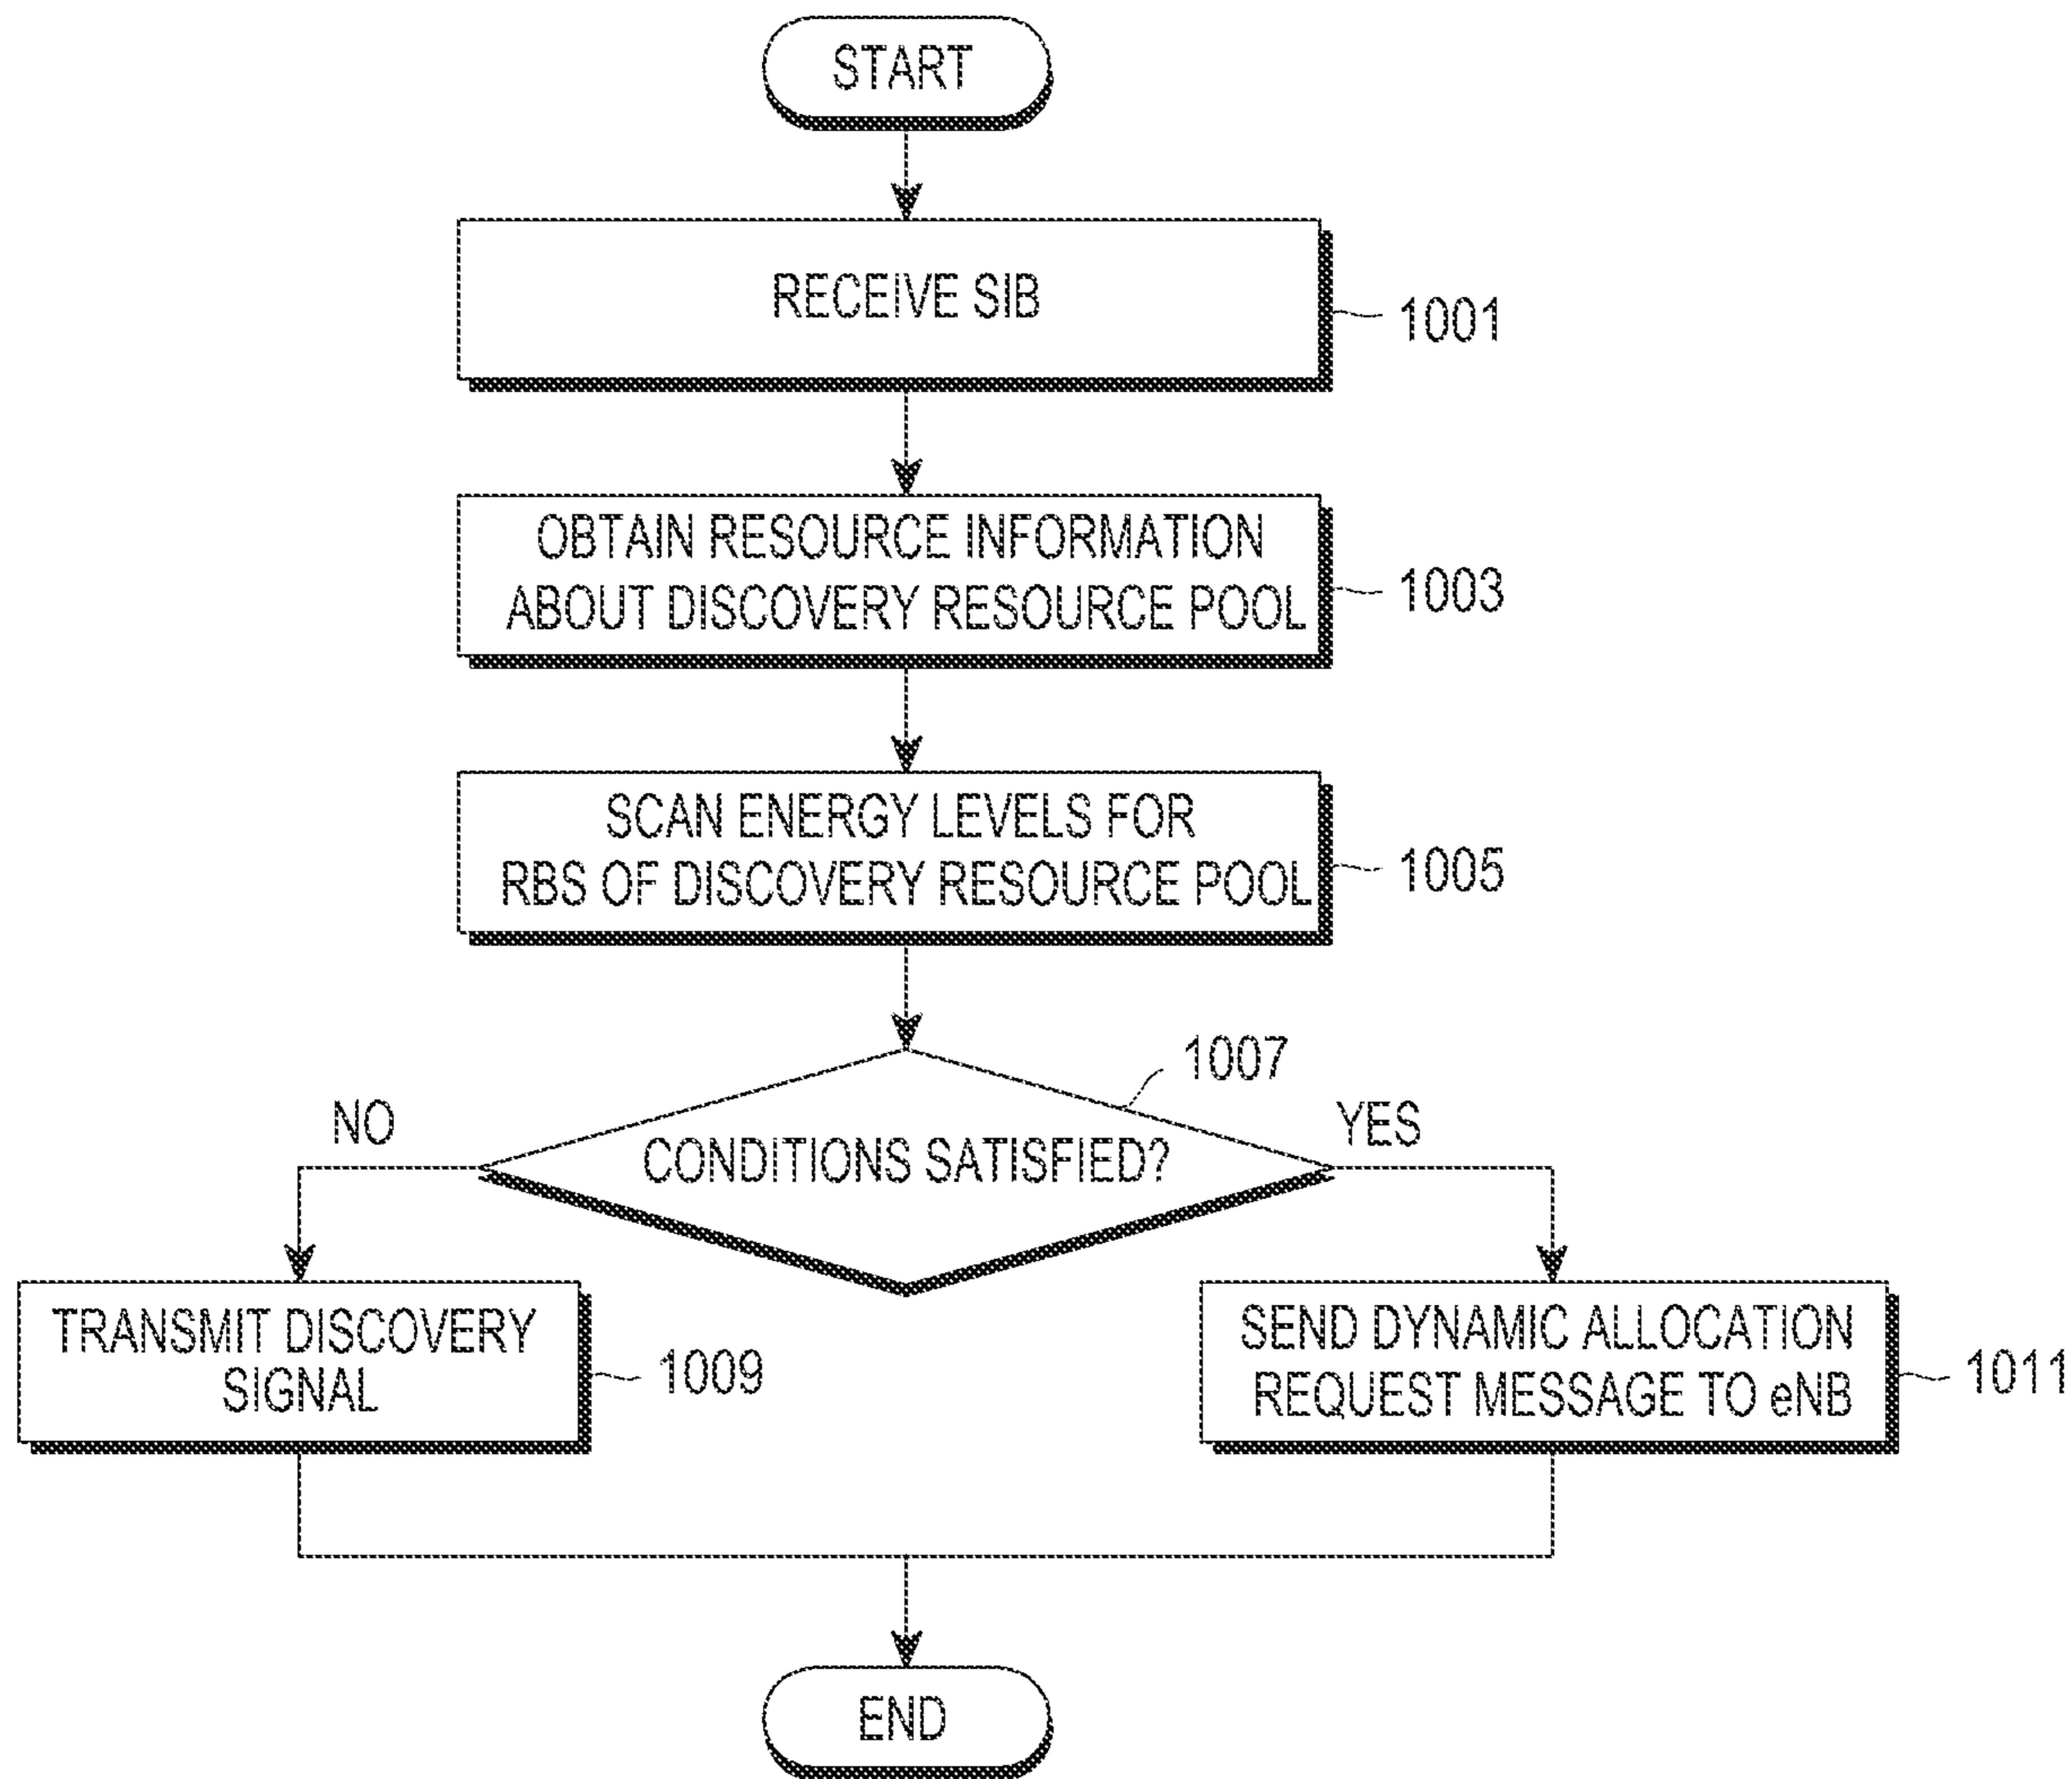 START
RECEIVE SIB
1001
OBTAIN RESOURCE INFORMATION
ABOUT DISCOVERY RESOURCE POOL
1003
SCAN ENERGY LEVELS FOR
RBS OF DISCOVERY RESOURCE POOL
1005
1007
NO
CONDITIONS SATISFIED?
YES
TRANSMIT DISCOVERY
SIGNAL
1009
SEND DYNAMIC ALLOCATION
REQUEST MESSAGE TO eNB
1011
END